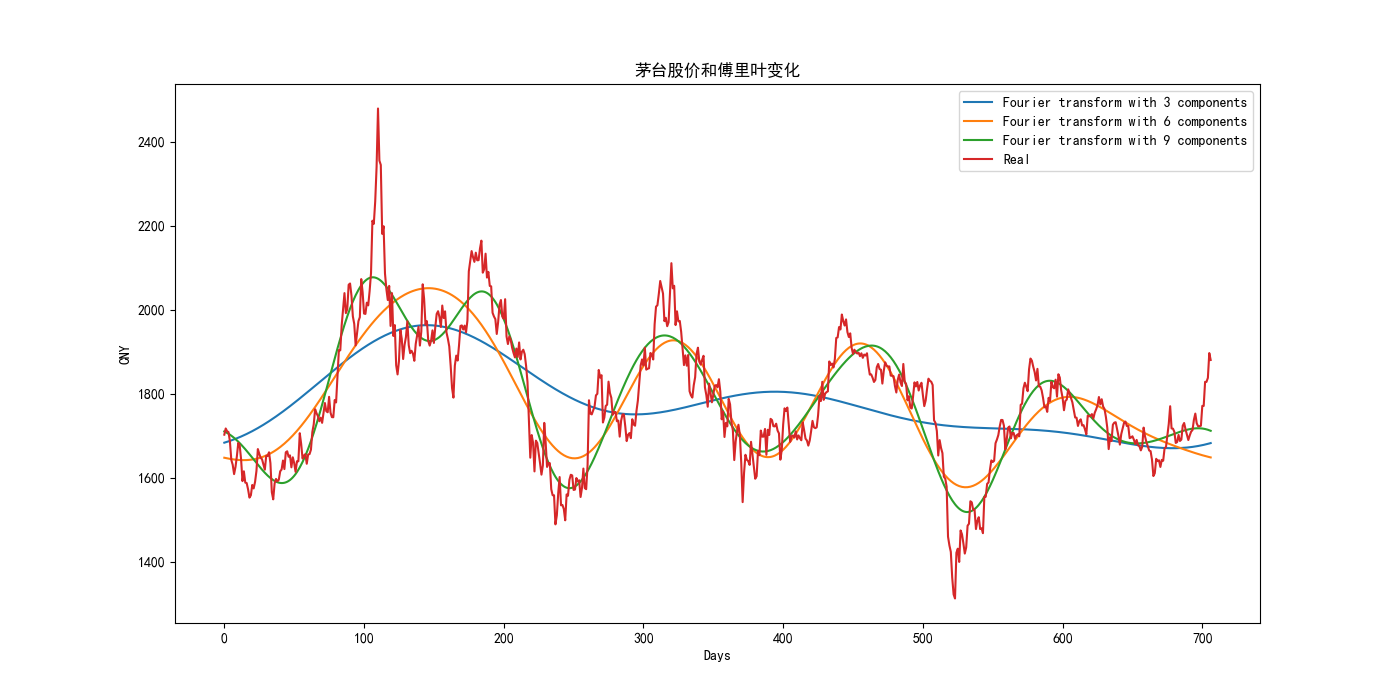 茅台股价和傅里叶变化
Fourier transform with 3 components
Fourier transform with 6 components
Fourier transform with 9 components
Real
CNY
2400
2200
2000
1800
1600
1400
0 100 200 300 400 500 600 700
Days